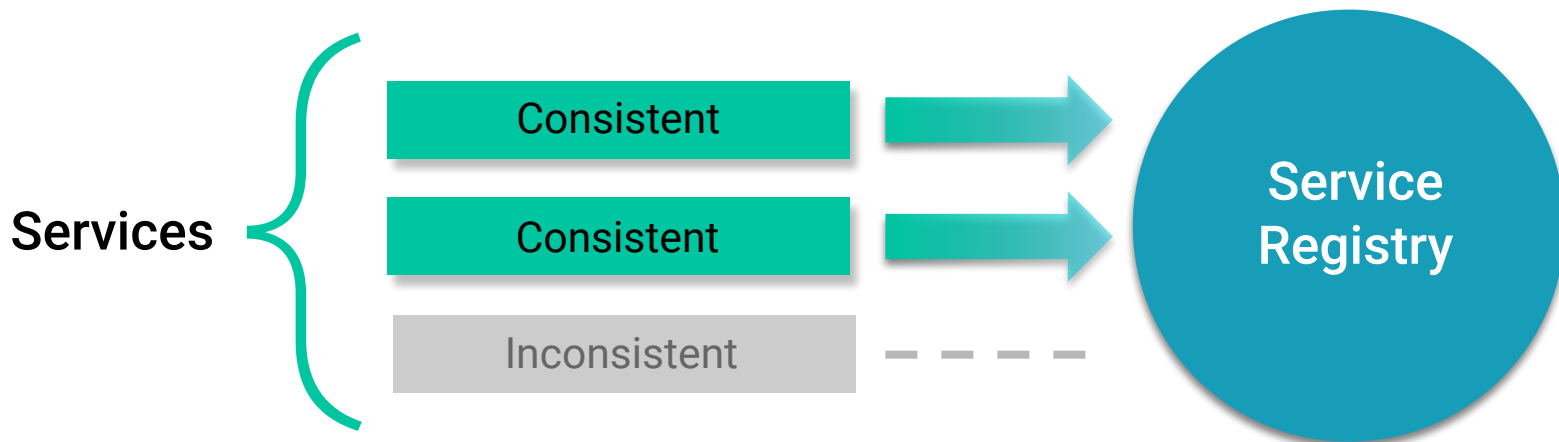 Services
Consistent
Consistent
Inconsistent
Service
Registry